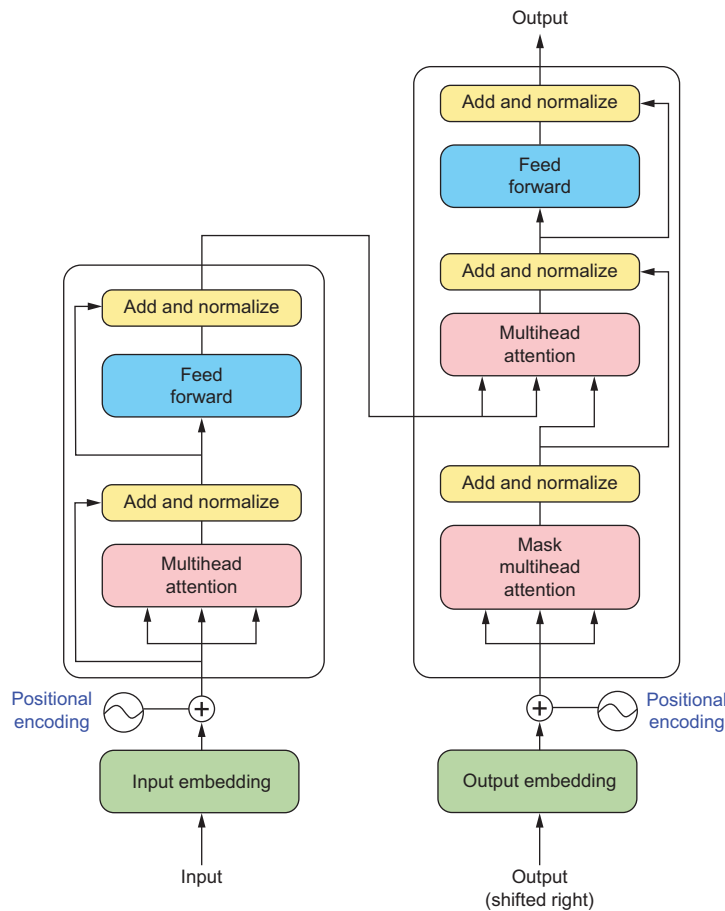 Output
Add and normalize
Feed
forward
Add and normalize
Multihead
attention
Add and normalize
Mask
multihead
attention
Positional
encoding
Output embedding
Output
(shifted right)
Add and normalize
Feed
forward
Add and normalize
Multihead
attention
Positional
encoding
Input embedding
Input